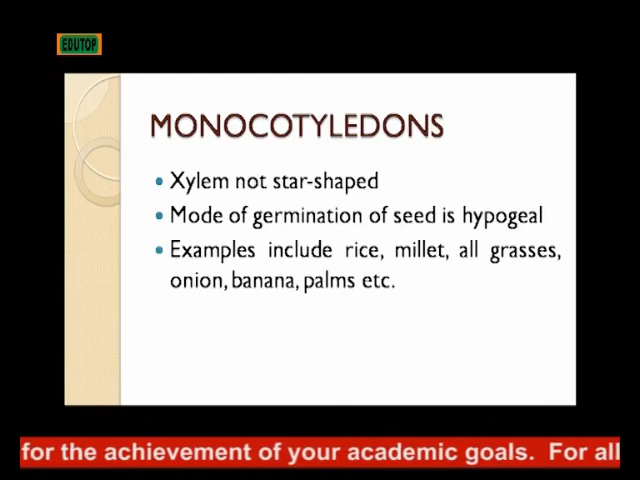 EDUTOP
MONOCOTYLEDONS
• Xylem not star-shaped
• Mode of germination of seed is hypogeal
• Examples include rice, millet, all grasses,
onion, banana, palms etc.
for the achievement of your academic goals. For all